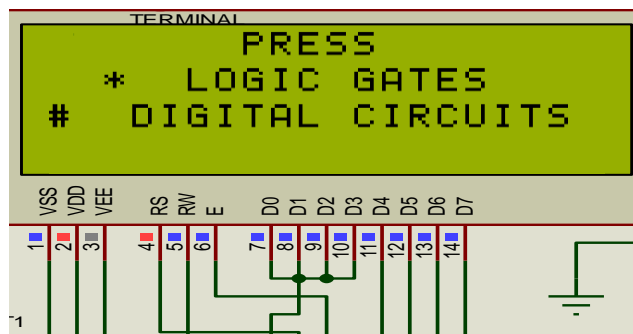 TERMINAL
PRESS
* LOGIC GATES
# DIGITAL CIRCUITS
VSS VDD VEE RS RW E D0 D1 D2 D3 D4 D5 D6 D7
1 2 3 4 5 6 7 8 9 10 11 12 13 14